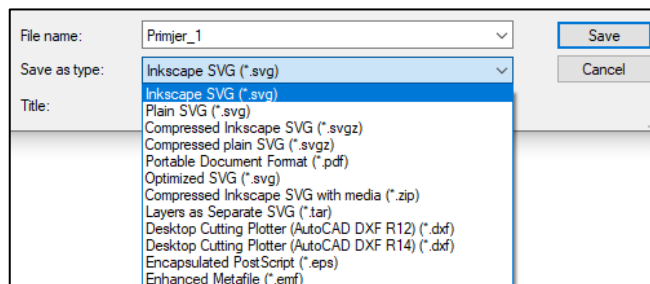 File name: Primjer_1 Save
Save as type: Inkscape SVG (*.svg) Cancel
Title: Inkscape SVG (*.svg)
Plain SVG (*.svg)
Compressed Inkscape SVG (*.svgz)
Compressed plain SVG (*.svgz)
Portable Document Format (*.pdf)
Optimized SVG (*.svg)
Compressed Inkscape SVG with media (*.zip)
Layers as Separate SVG (*.tar)
Desktop Cutting Plotter (AutoCAD DXF R12) (*.dxf)
Desktop Cutting Plotter (AutoCAD DXF R14) (*.dxf)
Encapsulated PostScript (*.eps)
Enhanced Metafile (*.emf)